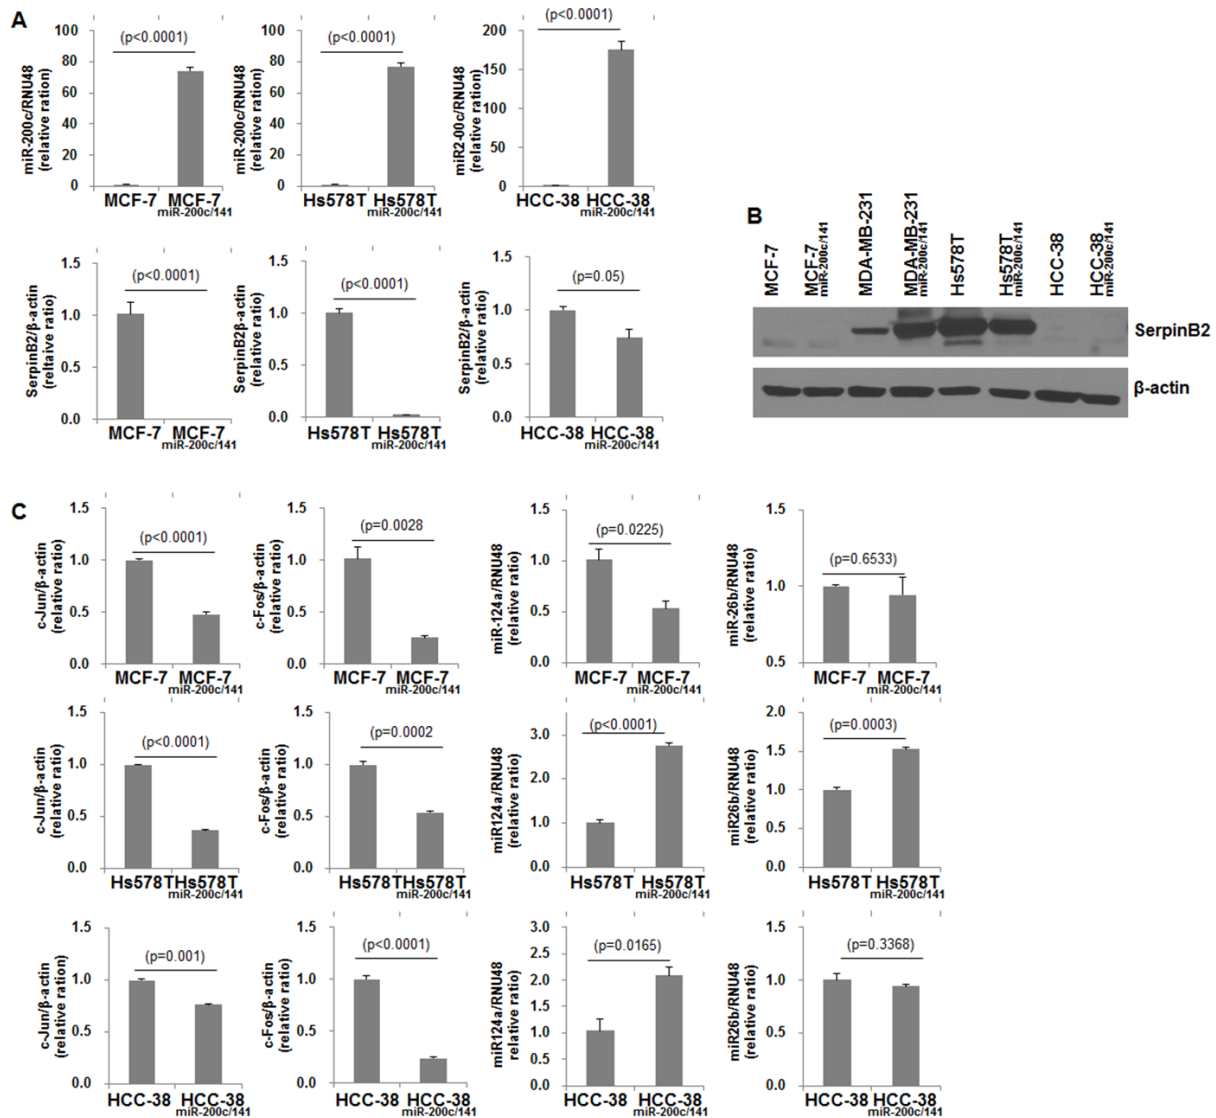 A
miR-200c/RNU48
(relative ration)
100
80
60
40
20
0
(p<0.0001)
MCF-7 MCF-7
miR-200c/141
miR-200c/RNU48
(relative ration)
100
80
60
40
20
0
(p<0.0001)
Hs578T Hs578T
miR-200c/141
miR2-00c/RNU48
(relative ration)
200
150
100
50
0
(p<0.0001)
HCC-38 HCC-38
miR-200c/141
SerpinB2/β-actin
(relaive ratio)
1.5
1.0
0.5
0.0
(p<0.0001)
MCF-7 MCF-7
miR-200c/141
SerpinB2β-actin
(relative ratio)
1.5
1.0
0.5
0.0
(p<0.0001)
Hs578T Hs578T
miR-200c/141
SerpinB2/β-actin
(relative ratio)
1.5
1.0
0.5
0.0
(p=0.05)
HCC-38 HCC-38
miR-200c/141
B
MCF-7
MCF-7
miR-200c/141
MDA-MB-231
MDA-MB-231
miR-200c/141
Hs578T
Hs578T
miR-200c/141
HCC-38
HCC-38
miR-200c/141
SerpinB2
β-actin
C
c-Jun/β-actin
(relative ratio)
1.5
1.0
0.5
0.0
(p<0.0001)
MCF-7 MCF-7
miR-200c/141
c-Fos/β-actin
(relative ratio)
1.5
1.0
0.5
0.0
(p=0.0028
MCF-7 MCF-7
miR-200c/141
miR-124a/RNU48
(relative ratio)
1.5
1.0
0.5
0.0
(p=0.0225)
MCF-7 MCF-7
miR-200c/141
miR-26b/RNU48
(relative ratio)
1.5
1.0
0.5
(p=0.6533)
MCF-7 MCF-7
miR-200c/141
c-Jun/β-actin
(relative ratio)
1.5
1.0
0.5
0.0
(p<0.0001)
Hs578T Hs578T
miR-200c/141
c-Fos/β-actin
(relative ratio)
1.5
1.0
0.5
0.0
(p=0.0002
Hs578T Hs578T
miR-200c/141
miR124a/RNU48
(relative ratio)
3.0
2.0
1.0
0.0
(p<0.0001)
Hs578T Hs578T
miR-200c/141
miR26b/RNU48
(relative ratio)
2.0
1.5
1.0
0.5
0.0
(p=0.0003)
Hs578T Hs578T
miR-200c/141
c-Jun/β-actin
(relative ration)
1.5
1.0
0.5
0.0
(p=0.001)
HCC-38 HCC-38
miR-200c/141
c-Fos/β-actin
(relative ratio)
1.5
1.0
0.5
0.0
(p<0.0001)
HCC-38 HCC-38
miR-200c/141
miR124a/RNU48
relative ratio)
3.0
2.5
2.0
1.5
1.0
0.5
0.0
(p=0.0165)
HCC-38 HCC-38
miR-200c/141
miR26b/RNU48
(relative ratio)
1.5
1.0
0.5
0.0
(p=0.3368)
HCC-38 HCC-38
miR-200c/141